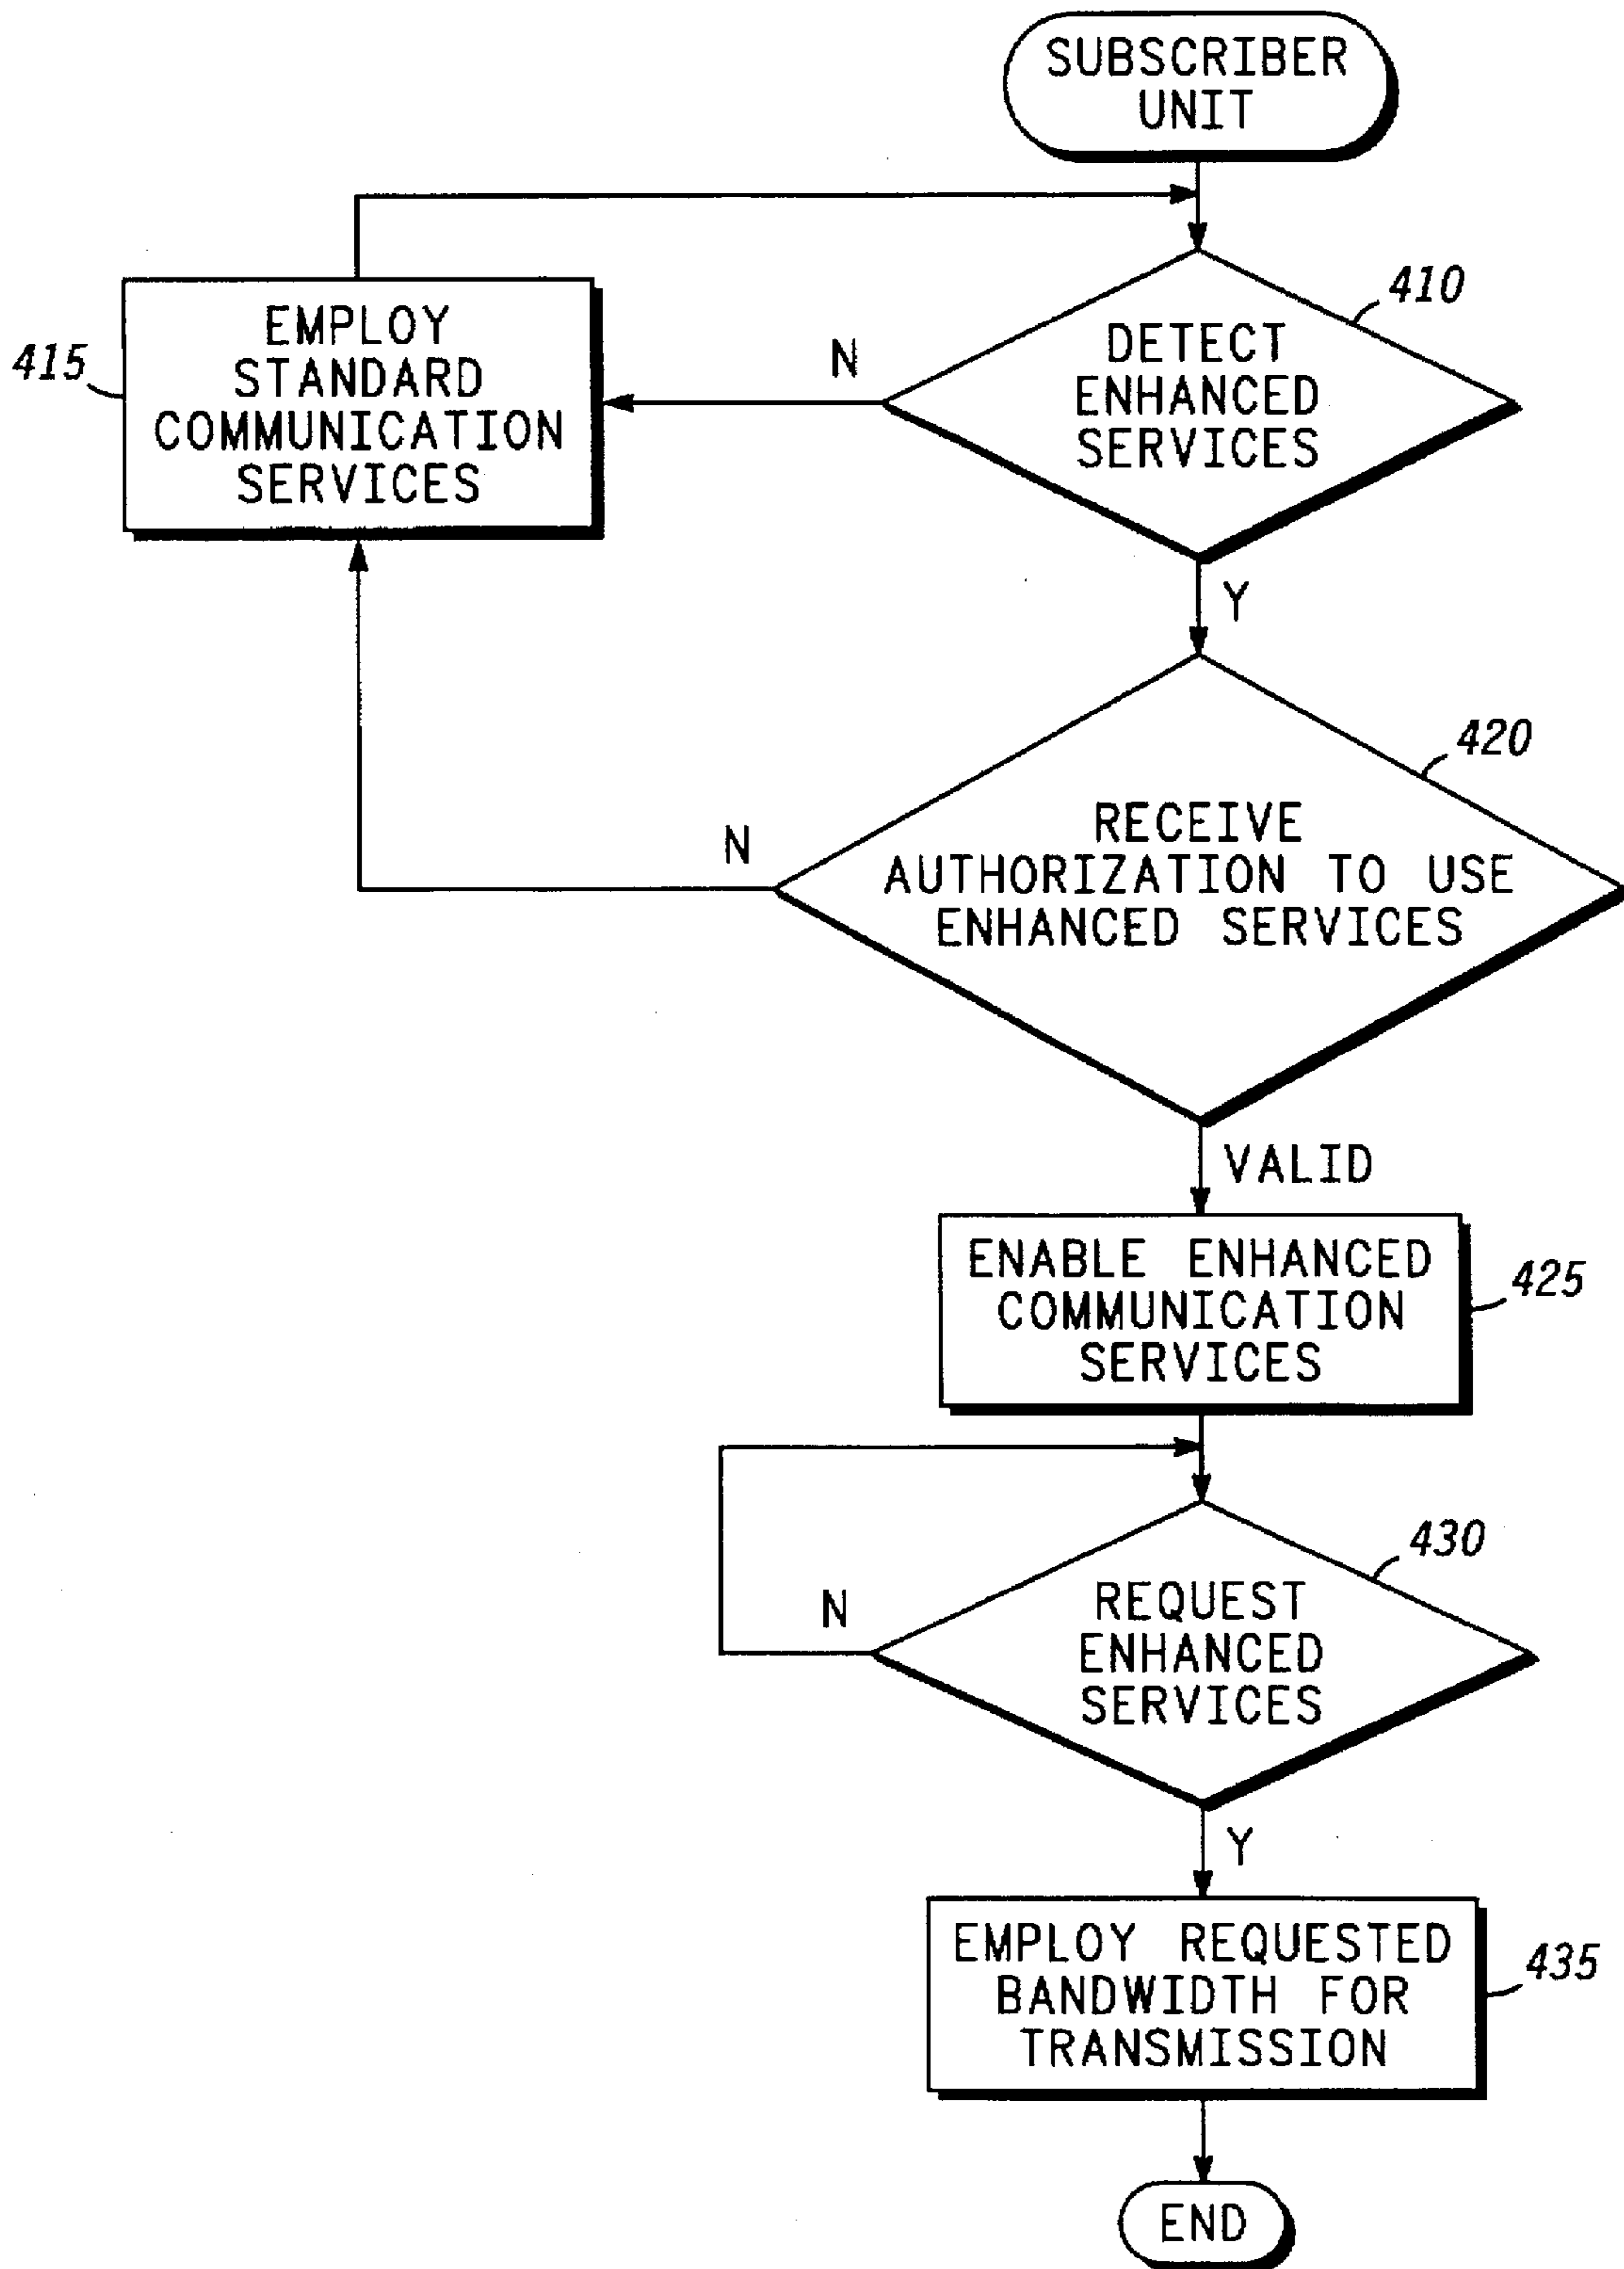 SUBSCRIBER
UNIT
410
DETECT
ENHANCED
SERVICES
N
415
EMPLOY
STANDARD
COMMUNICATION
SERVICES
Y
420
RECEIVE
AUTHORIZATION TO USE
ENHANCED SERVICES
N
VALID
ENABLE ENHANCED
COMMUNICATION
SERVICES
425
430
REQUEST
ENHANCED
SERVICES
N
Y
EMPLOY REQUESTED
BANDWIDTH FOR
TRANSMISSION
435
END